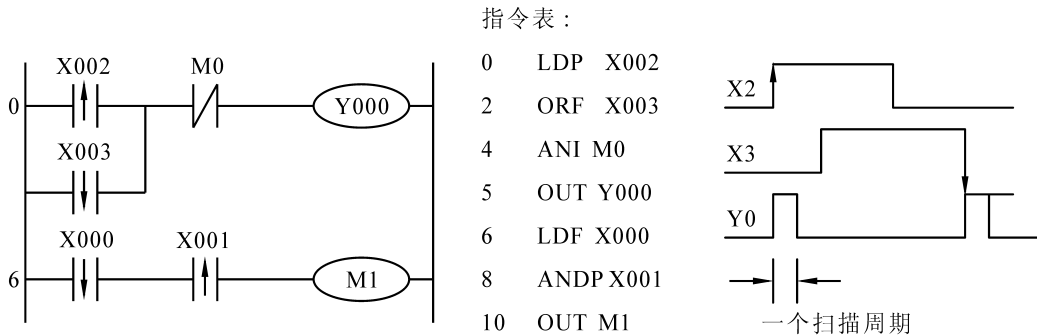 X002
M0
0
Y000
X003
X000
X001
6
M1
指令表：
0 LDP X002
2 ORF X003
4 ANI M0
5 OUT Y000
6 LDF X000
8 ANDP X001
10 OUT M1
X2
X3
Y0
一个扫描周期